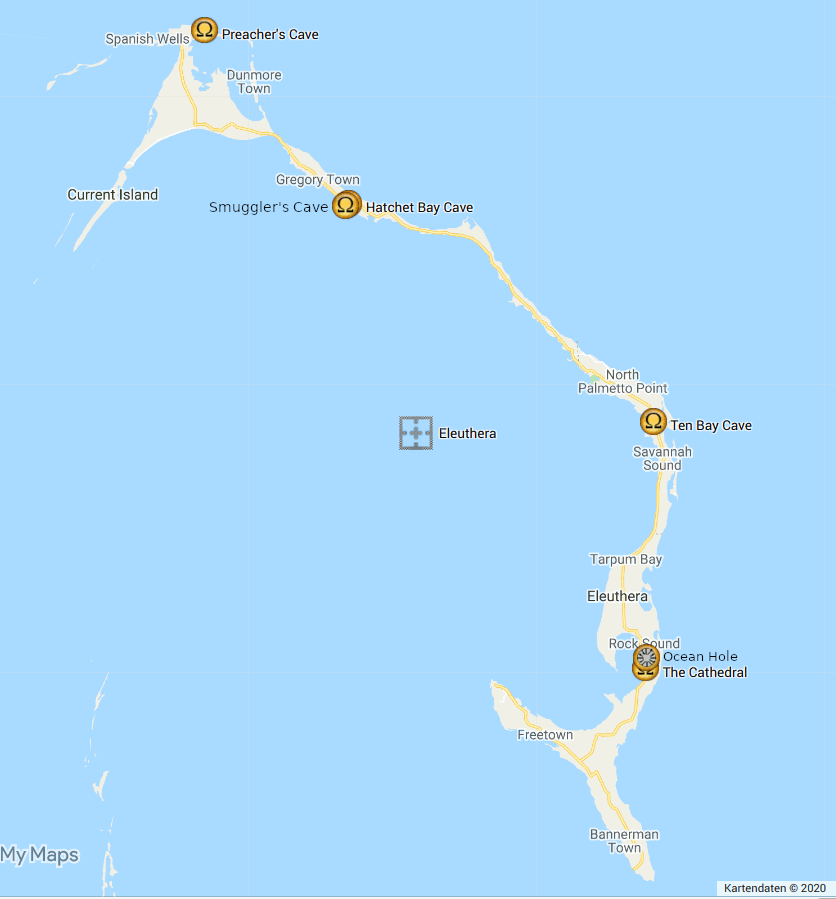 Preacher's Cave
Spanish Wells
Dunmore
Town
Gregory Town
Current Island
Smuggler's Cave
Hatchet Bay Cave
North
Palmetto Point
Ten Bay Cave
Eleuthera
Savannah
Sound
Tarpum Bay
Eleuthera
Rock Sound
Ocean Hole
The Cathedral
Freetown
Bannerman
Town
My Maps
Kartendaten © 2020